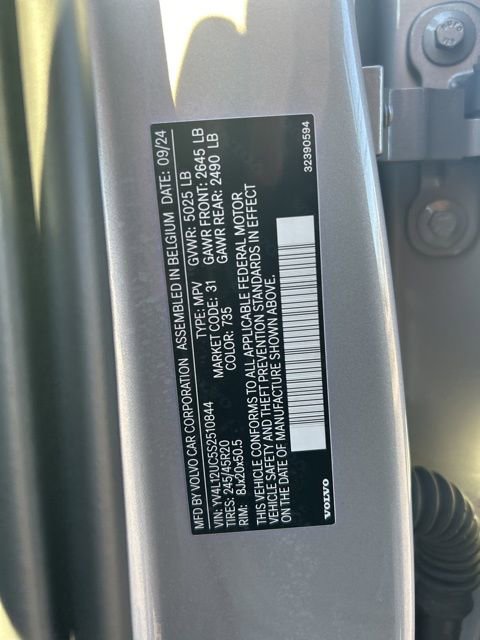 MFD BY VOLVO CAR CORPORATION ASSEMBLED IN BELGIUM DATE: 09/24
VIN: YV4L12UC5S2510844 TYPE: MPV GVWR: 5025 LB
TIRES: 245/45R20 MARKET CODE: 31 GAWR FRONT: 2645 LB
RIM: 8Jx20x50.5 COLOR: 735 GAWR REAR: 2490 LB
THIS VEHICLE CONFORMS TO ALL APPLICABLE FEDERAL MOTOR
VEHICLE SAFETY AND THEFT PREVENTION STANDARDS IN EFFECT
ON THE DATE OF MANUFACTURE SHOWN ABOVE.
VOLVO 32390594